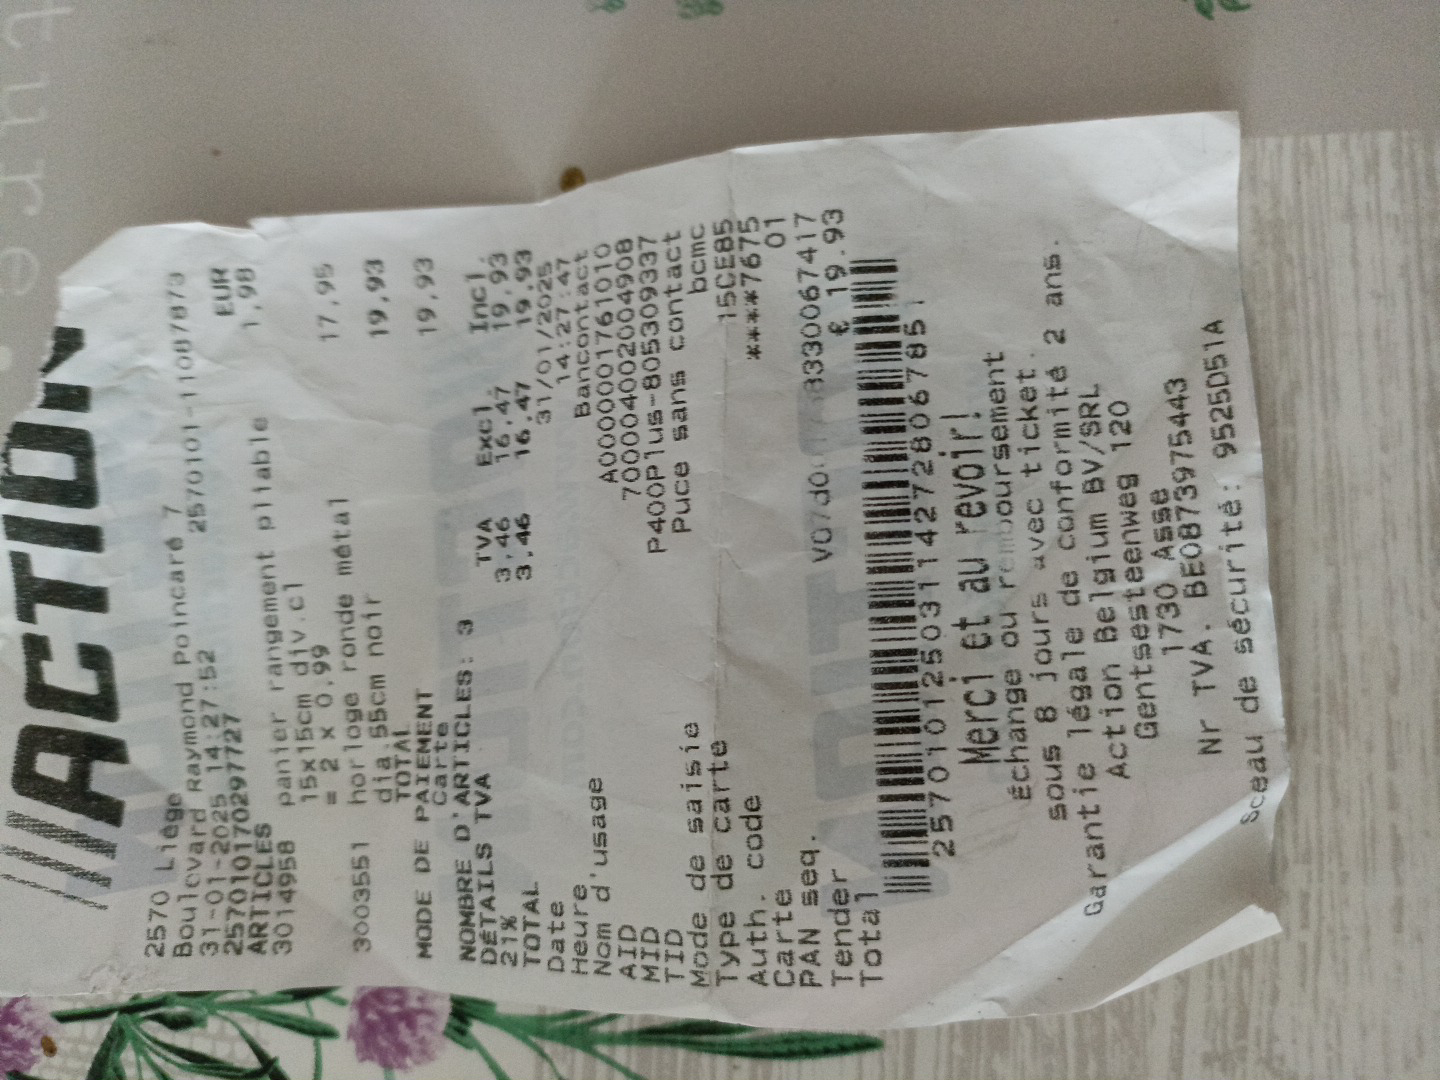 ACTION
2570 Liège
Boulevard Raymond Poincaré 7
31-01-2025 14:27:52 2570101-11087873
25701011702977​27
ARTICLES EUR
3014958 panier rangement pliable 1,98
15x15cm div.cl
= 2 x 0,99
3003551 horloge ronde métal 17,95
dia.55cm noir
TOTAL 19,93
MODE DE PAIEMENT
Carte 19,93
NOMBRE D'ARTICLES: 3
DÉTAILS TVA TVA Excl. Incl.
21% 3,46 16,47 19,93
TOTAL 3,46 16,47 19,93
Date 31/01/2025
Heure 14:27:47
Nom d'usage Bancontact
AID A0000001761010
MID 7000040020049​08
TID P400Plus-805309337
Mode de saisie Puce sans contact
Type de carte bcmc
Auth. code 15CE85
Carte ****7675
PAN seq. 01
Tender 8330067417
Total € 19.93
2570101250311427280678​51
Merci et au revoir!
Échange ou remboursement
sous 8 jours avec ticket.
Garantie légale de conformité 2 ans.
Action Belgium BV/SRL
Gentsesteenweg 120
1730 Asse
Nr TVA. BE0873975443
Sceau de sécurité: 9525D51A